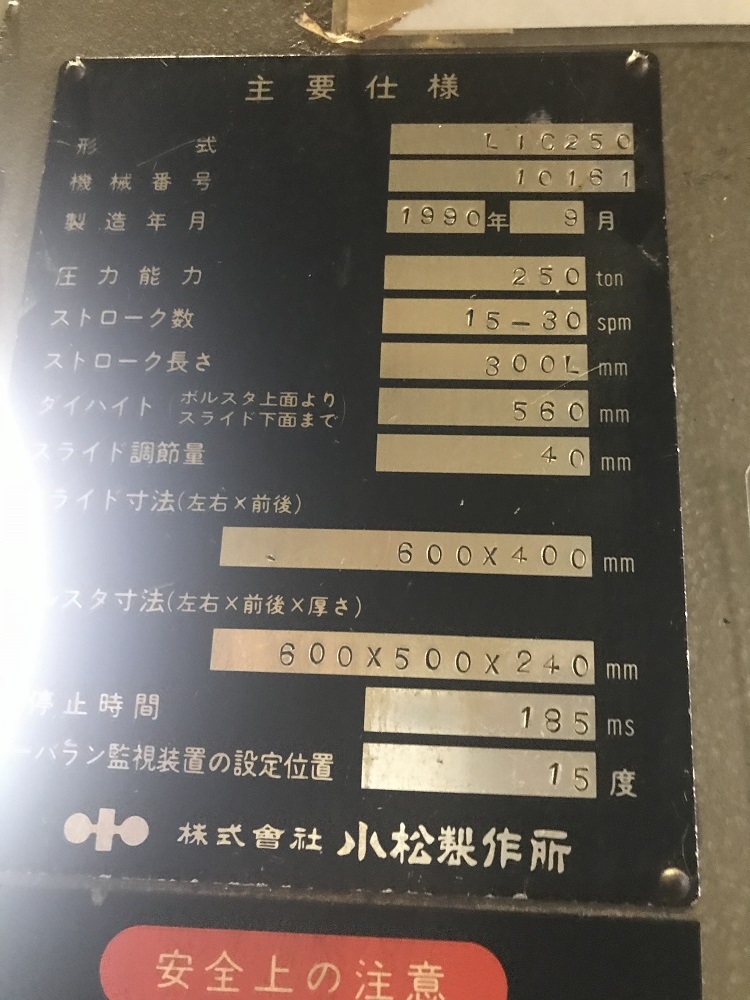 主要仕様
形式 L1C250
機械番号 10161
製造年月 1990年 9月
圧力能力 250 ton
ストローク数 15-30 spm
ストローク長さ 300L mm
ダイハイト (ボルスタ上面より スライド下面まで) 560 mm
スライド調節量 40 mm
ライド寸法(左右×前後)
600X400 mm
スタ寸法(左右×前後×厚さ)
600X500X240 mm
停止時間 185 ms
ーバラン監視装置の設定位置 15 度
株式會社 小松製作所
安全上の注意